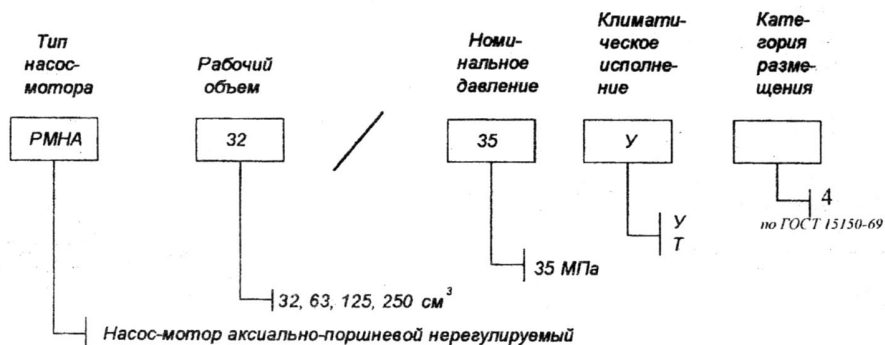 Тип
насос-
мотора
Рабочий
объем
Номи-
нальное
давление
Климати-
ческое
исполне-
ние
Кате-
гория
разме-
щения
РМНА
32
/
35
У
4
по ГОСТ 15150-69
У
Т
35 МПа
32, 63, 125, 250 см³
Насос-мотор аксиально-поршневой нерегулируемый